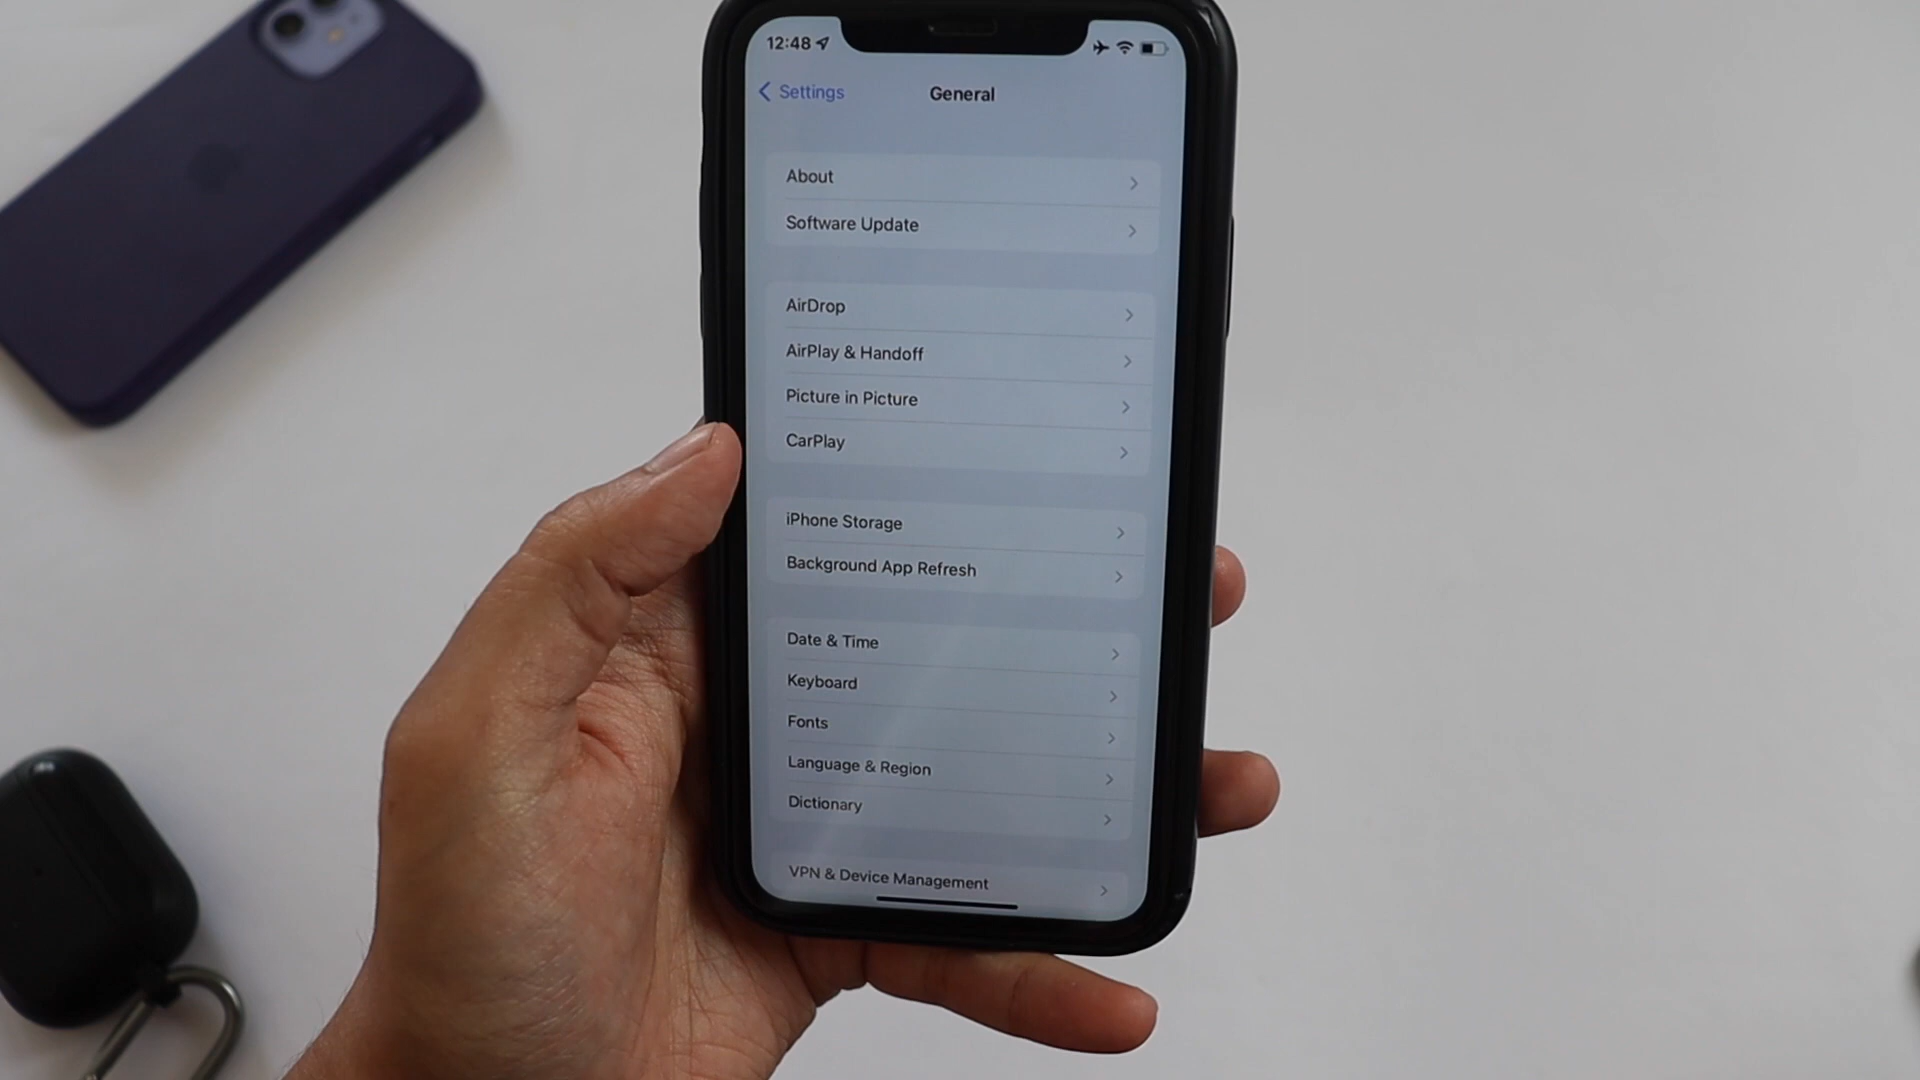 12:48
Settings
General
About
Software Update
AirDrop
AirPlay & Handoff
Picture in Picture
CarPlay
iPhone Storage
Background App Refresh
Date & Time
Keyboard
Fonts
Language & Region
Dictionary
VPN & Device Management